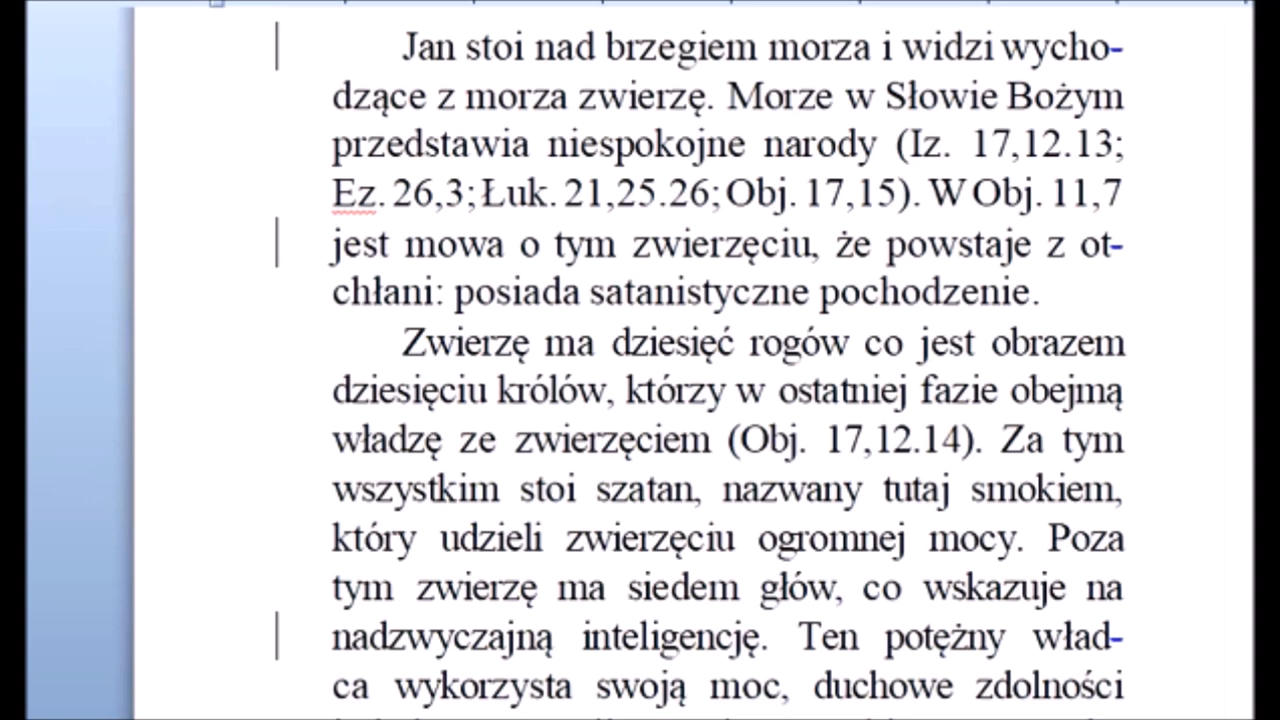 Jan stoi nad brzegiem morza i widzi wycho-
dzące z morza zwierzę. Morze w Słowie Bożym
przedstawia niespokojne narody (Iz. 17,12.13;
Ez. 26,3; Łuk. 21,25.26; Obj. 17,15). W Obj. 11,7
jest mowa o tym zwierzęciu, że powstaje z ot-
chłani: posiada satanistyczne pochodzenie.
Zwierzę ma dziesięć rogów co jest obrazem
dziesięciu królów, którzy w ostatniej fazie obejmą
władzę ze zwierzęciem (Obj. 17,12.14). Za tym
wszystkim stoi szatan, nazwany tutaj smokiem,
który udzieli zwierzęciu ogromnej mocy. Poza
tym zwierzę ma siedem głów, co wskazuje na
nadzwyczajną inteligencję. Ten potężny wład-
ca wykorzysta swoją moc, duchowe zdolności